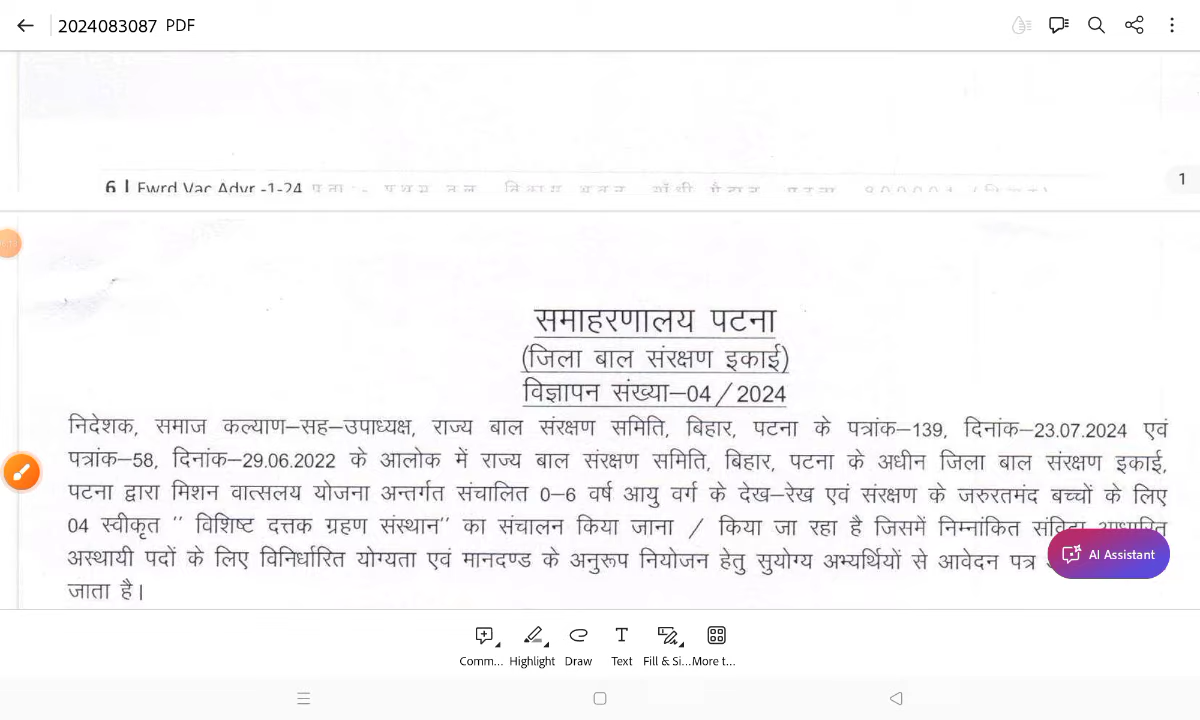 2024083087 PDF
6 | Fwrd Vac Advr -1-24
1
समाहरणालय पटना
(जिला बाल संरक्षण इकाई)
विज्ञापन संख्या–04 / 2024
निदेशक, समाज कल्याण–सह–उपाध्यक्ष, राज्य बाल संरक्षण समिति, बिहार, पटना के पत्रांक–139, दिनांक–23.07.2024 एवं
पत्रांक–58, दिनांक–29.06.2022 के आलोक में राज्य बाल संरक्षण समिति, बिहार, पटना के अधीन जिला बाल संरक्षण इकाई,
पटना द्वारा मिशन वात्सलय योजना अन्तर्गत संचालित 0–6 वर्ष आयु वर्ग के देख–रेख एवं संरक्षण के जरुरतमंद बच्चों के लिए
04 स्वीकृत " विशिष्ट दत्तक ग्रहण संस्थान" का संचालन किया जाना / किया जा रहा है जिसमें निम्नांकित संविदा आधारित
अस्थायी पदों के लिए विनिर्धारित योग्यता एवं मानदण्ड के अनुरूप नियोजन हेतु सुयोग्य अभ्यर्थियों से आवेदन पत्र
जाता है।
AI Assistant
Comm... Highlight Draw Text Fill & Si... More t...